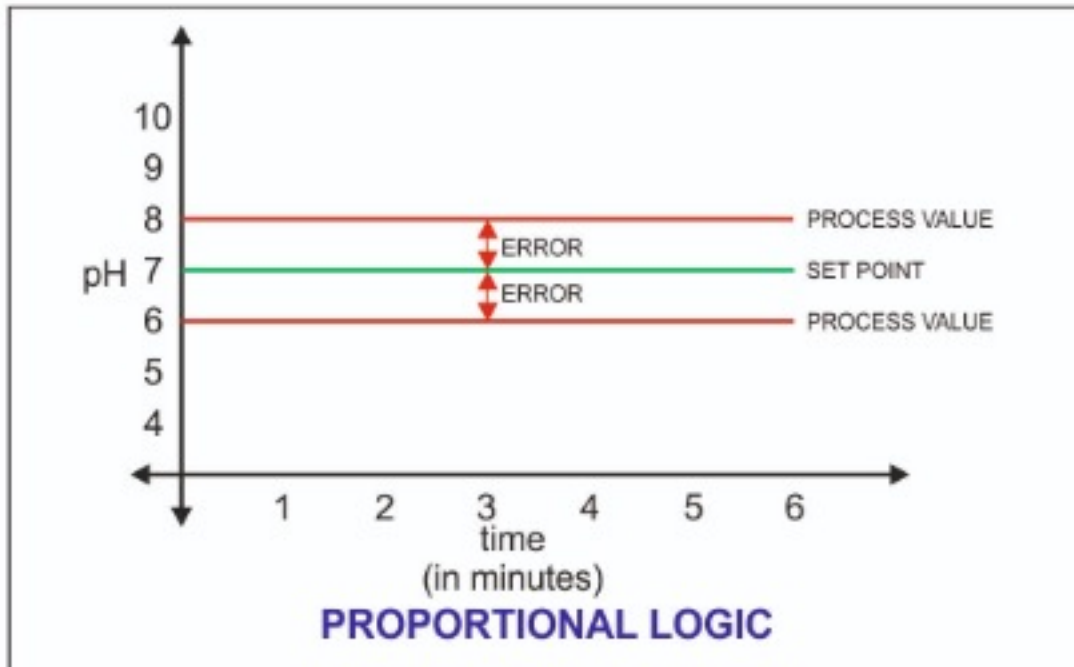 10
9
8 PROCESS VALUE
ERROR
pH 7 SET POINT
ERROR
6 PROCESS VALUE
5
4
1 2 3 4 5 6
time
(in minutes)
PROPORTIONAL LOGIC